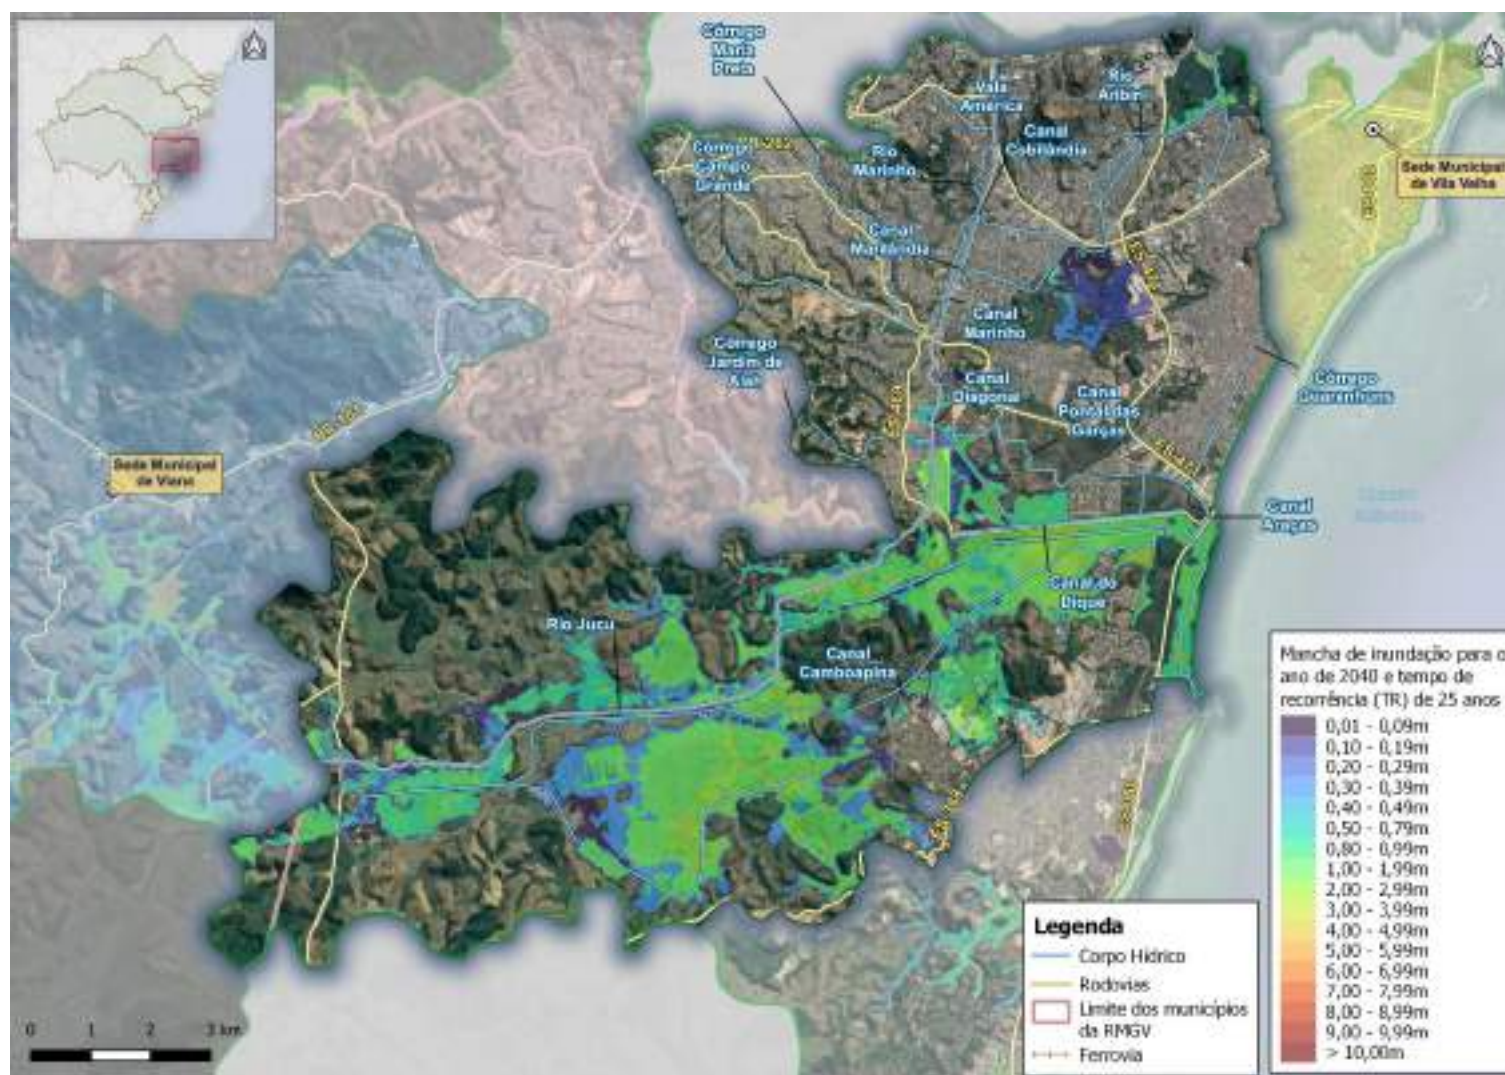 Córrego
Maria
Preta
Vala
América
Rio
Aribiri
Canal
Cobilândia
Rio
Marinho
Córrego
Campo
Grande
Sede Municipal
de Vila Velha
Canal
Marilândia
Canal
Marinho
Córrego
Jardim de
Alah
Canal
Diagonal
Canal
Pontal das
Garças
Córrego
Guaranhuns
Sede Municipal
de Viana
Canal
Araçás
Canal do
Dique
Rio Jucu
Canal
Camboapina
Mancha de inundação para o
ano de 2040 e tempo de
recorrência (TR) de 25 anos
0,01 - 0,09m
0,10 - 0,19m
0,20 - 0,29m
0,30 - 0,39m
0,40 - 0,49m
0,50 - 0,79m
0,80 - 0,99m
1,00 - 1,99m
2,00 - 2,99m
3,00 - 3,99m
4,00 - 4,99m
5,00 - 5,99m
6,00 - 6,99m
7,00 - 7,99m
8,00 - 8,99m
9,00 - 9,99m
> 10,00m
Legenda
Corpo Hídrico
Rodovias
Limite dos municípios
da RMGV
Ferrovia
0 1 2 3 km